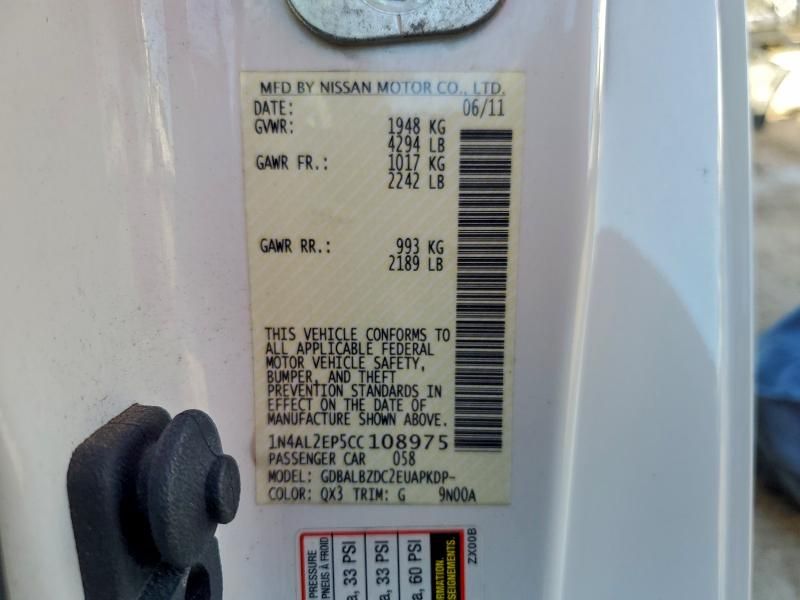 MFD BY NISSAN MOTOR CO., LTD.
DATE: 06/11
GVWR: 1948 KG
4294 LB
GAWR FR.: 1017 KG
2242 LB
GAWR RR.: 993 KG
2189 LB
THIS VEHICLE CONFORMS TO
ALL APPLICABLE FEDERAL
MOTOR VEHICLE SAFETY,
BUMPER, AND THEFT
PREVENTION STANDARDS IN
EFFECT ON THE DATE OF
MANUFACTURE SHOWN ABOVE.
1N4AL2EP5CC108975
PASSENGER CAR 058
MODEL: GDBALBZDC2EUAPKDP-
COLOR: QX3 TRIM: G 9N00A
PRESSURE
PNEUS À FROID
33 PSI
33 PSI
60 PSI
ZX00B